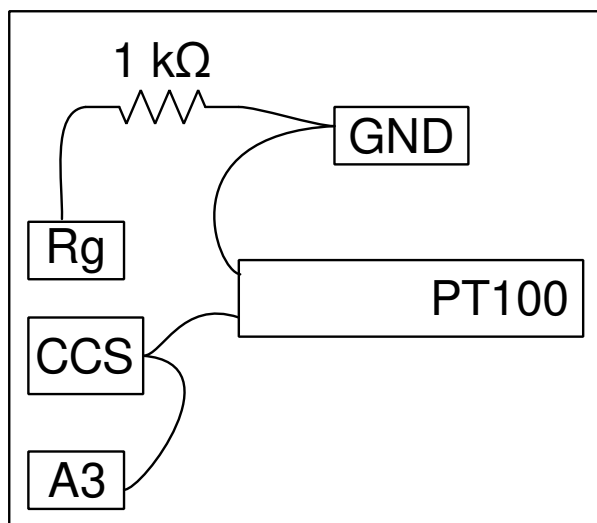 1 kΩ
GND
Rg
PT100
CCS
A3